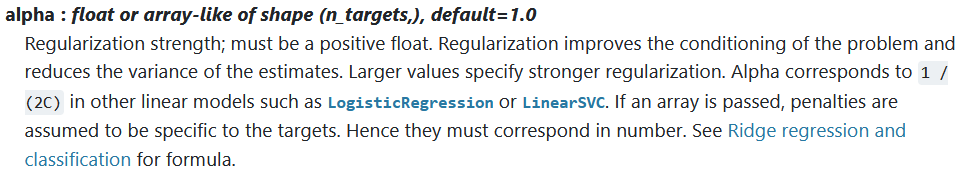 alpha : float or array-like of shape (n_targets,), default=1.0
Regularization strength; must be a positive float. Regularization improves the conditioning of the problem and
reduces the variance of the estimates. Larger values specify stronger regularization. Alpha corresponds to 1 /
(2C) in other linear models such as LogisticRegression or LinearSVC. If an array is passed, penalties are
assumed to be specific to the targets. Hence they must correspond in number. See Ridge regression and
classification for formula.